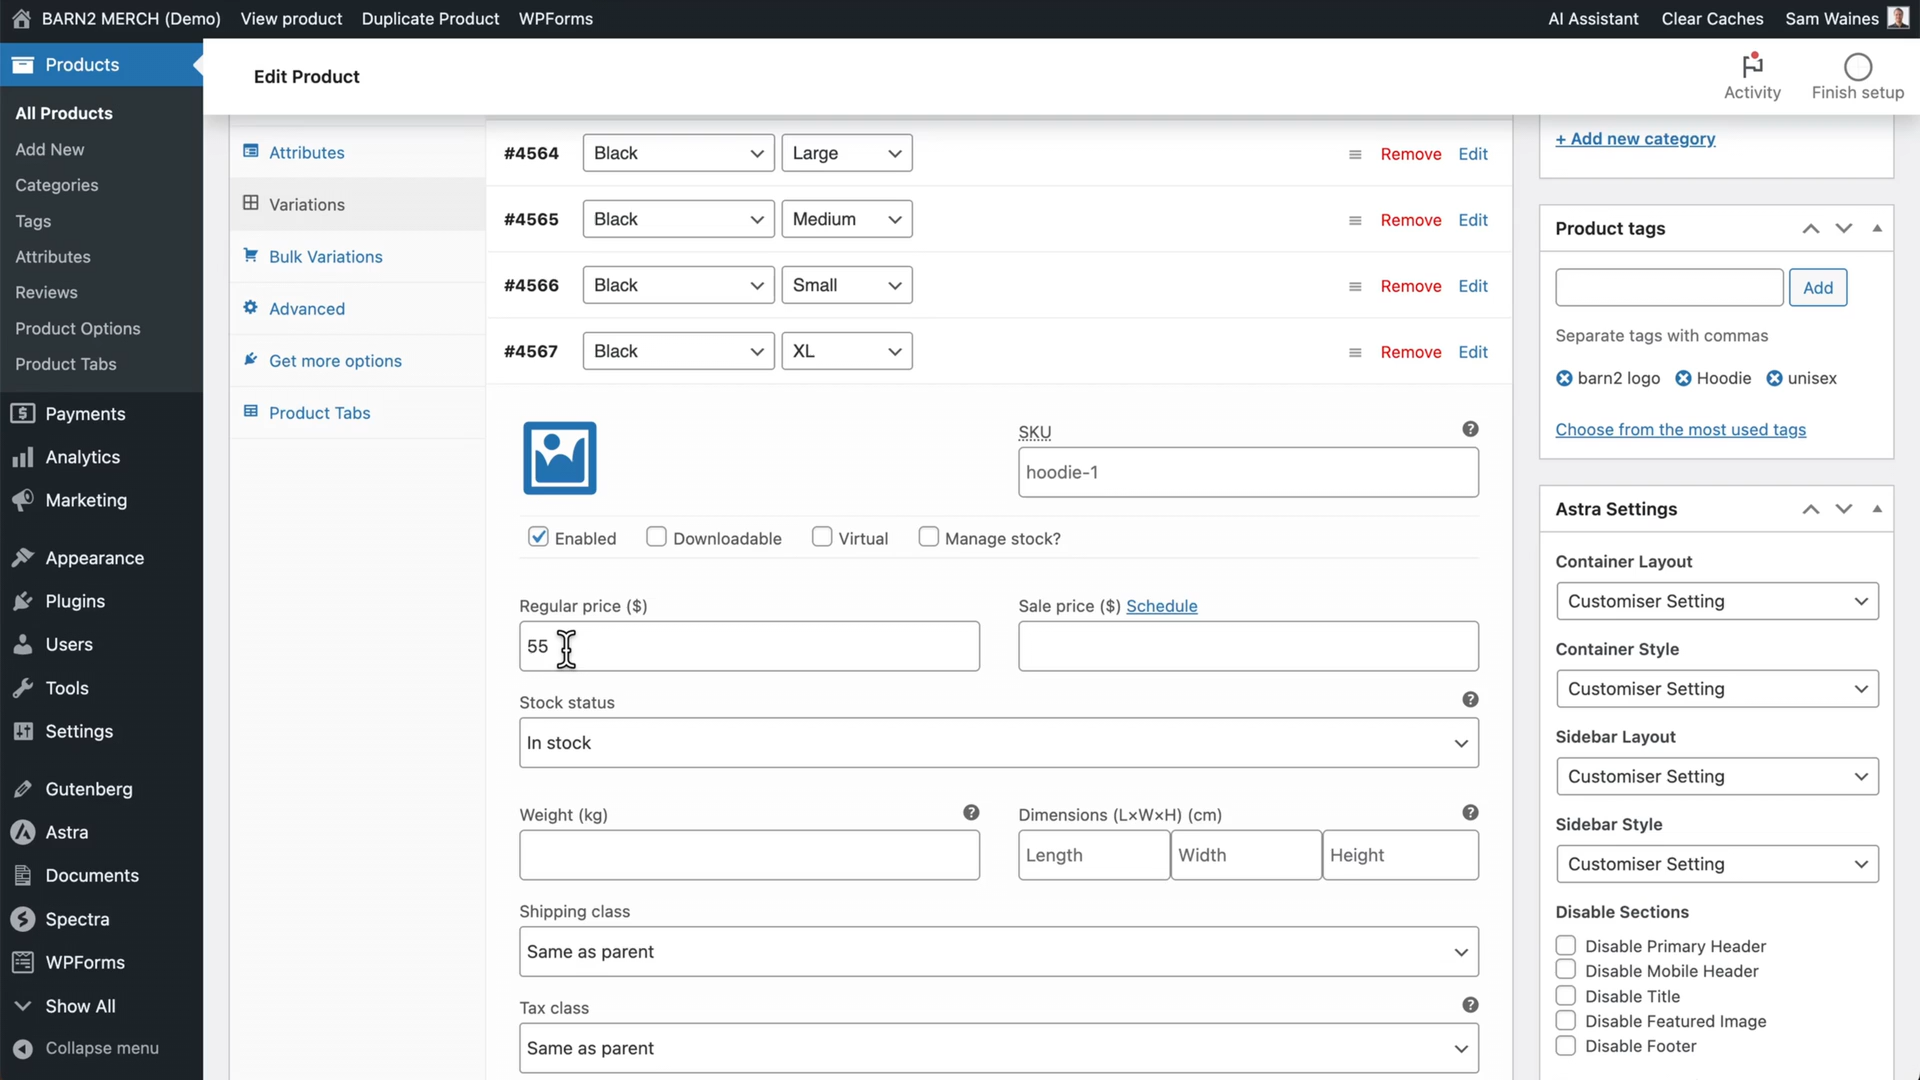 BARN2 MERCH (Demo) View product Duplicate Product WPForms AI Assistant Clear Caches Sam Waines
Products
All Products
Add New
Categories
Tags
Attributes
Reviews
Product Options
Product Tabs
Payments
Analytics
Marketing
Appearance
Plugins
Users
Tools
Settings
Gutenberg
Astra
Documents
Spectra
WPForms
Show All
Collapse menu
Edit Product
Activity
Finish setup
Attributes
Variations
Bulk Variations
Advanced
Get more options
Product Tabs
#4564 Black Large Remove Edit
#4565 Black Medium Remove Edit
#4566 Black Small Remove Edit
#4567 Black XL Remove Edit
SKU
hoodie-1
Enabled Downloadable Virtual Manage stock?
Regular price ($) Sale price ($) Schedule
55
Stock status
In stock
Weight (kg) Dimensions (L×W×H) (cm)
Length Width Height
Shipping class
Same as parent
Tax class
Same as parent
+ Add new category
Product tags
Add
Separate tags with commas
barn2 logo Hoodie unisex
Choose from the most used tags
Astra Settings
Container Layout
Customiser Setting
Container Style
Customiser Setting
Sidebar Layout
Customiser Setting
Sidebar Style
Customiser Setting
Disable Sections
Disable Primary Header
Disable Mobile Header
Disable Title
Disable Featured Image
Disable Footer